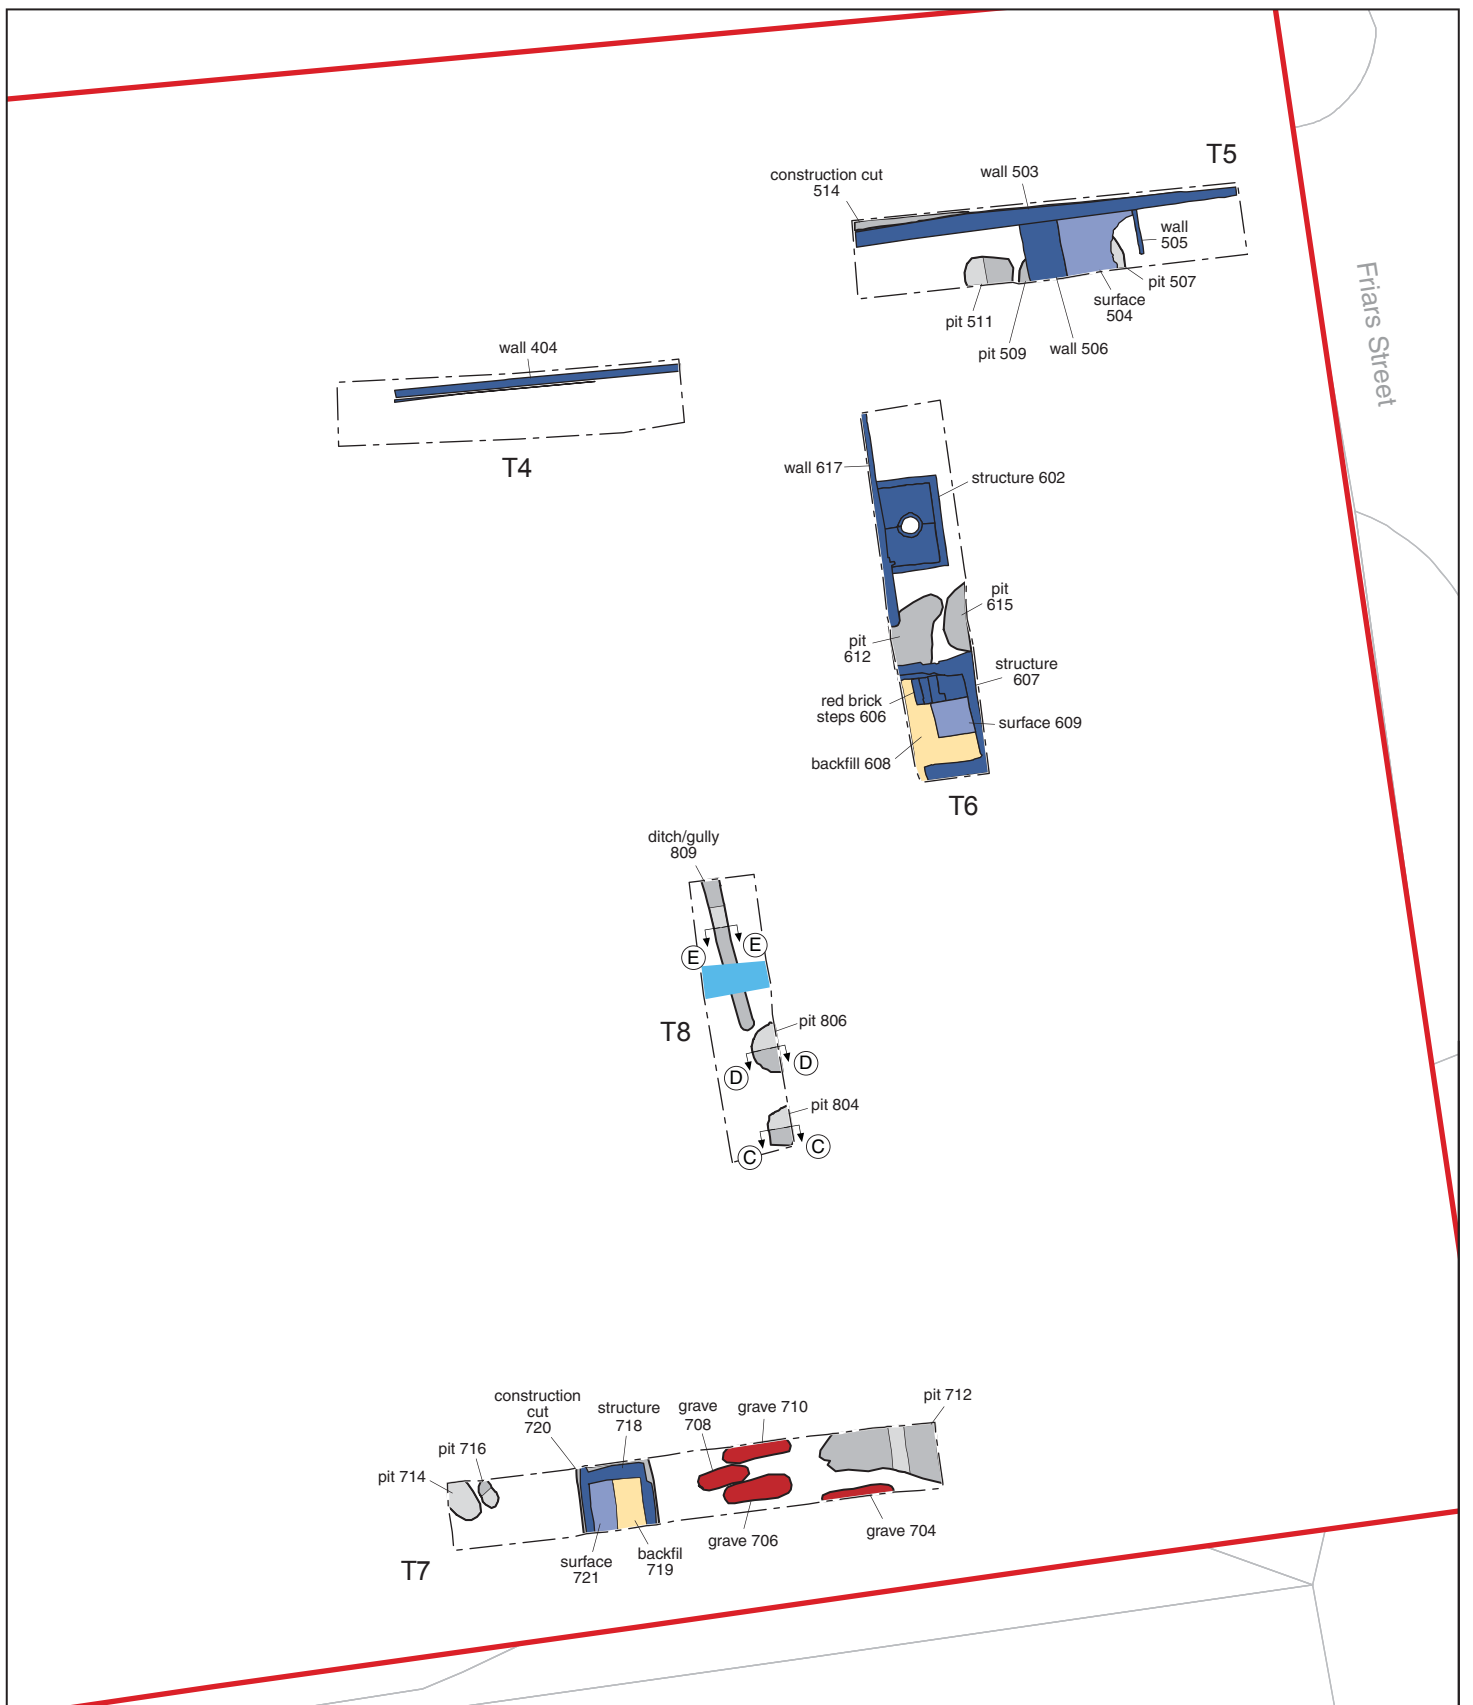 T5
construction cut
514
wall 503
wall
505
pit 507
surface
504
pit 511
pit 509
wall 506
Friars Street
wall 404
T4
wall 617
structure 602
pit
615
pit
612
structure
607
red brick
steps 606
surface 609
backfill 608
T6
ditch/gully
809
E
E
T8
pit 806
D
D
pit 804
C
C
construction
cut
720
structure
718
grave
708
grave 710
pit 712
pit 716
pit 714
grave 704
grave 706
backfil
719
surface
721
T7